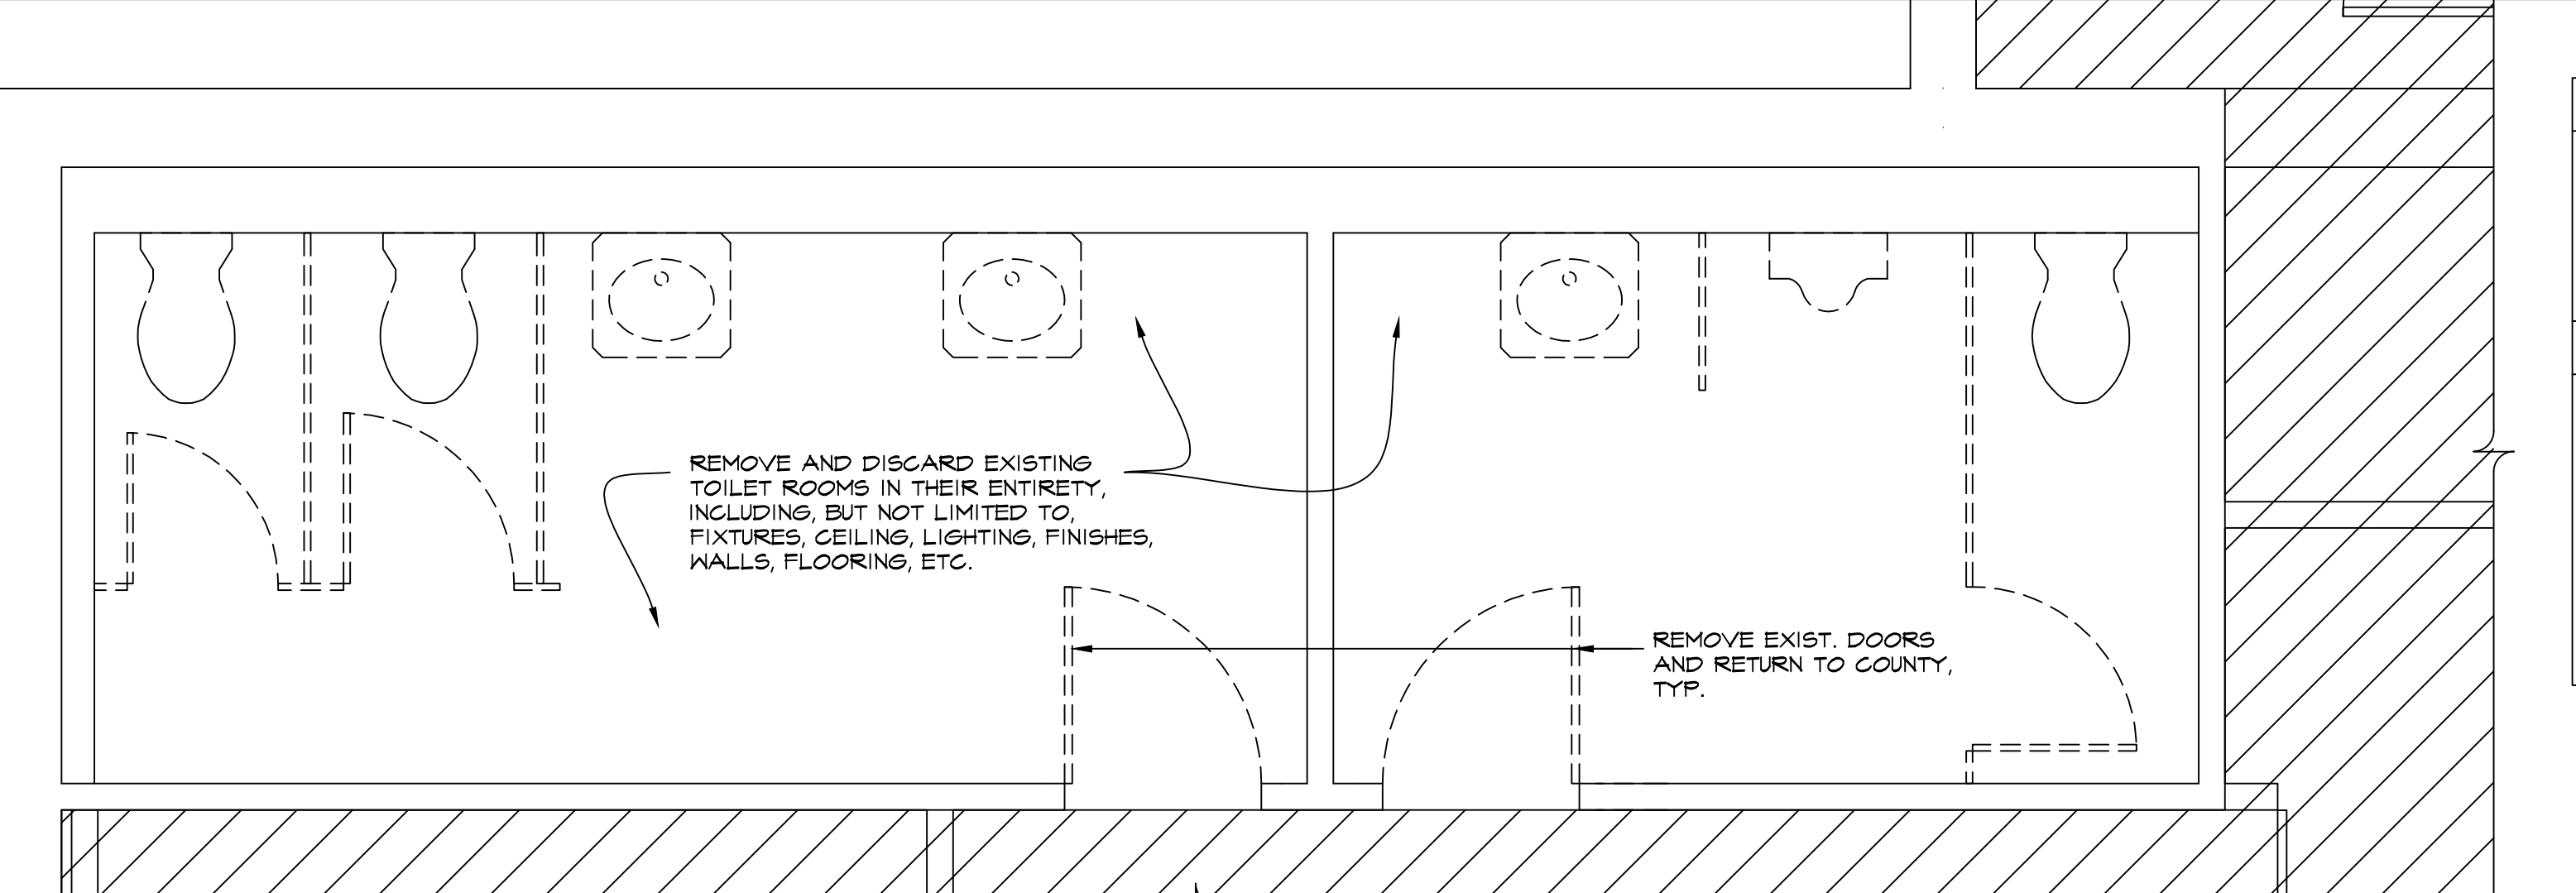 REMOVE AND DISCARD EXISTING
TOILET ROOMS IN THEIR ENTIRETY,
INCLUDING, BUT NOT LIMITED TO,
FIXTURES, CEILING, LIGHTING, FINISHES,
WALLS, FLOORING, ETC.
REMOVE EXIST. DOORS
AND RETURN TO COUNTY,
TYP.